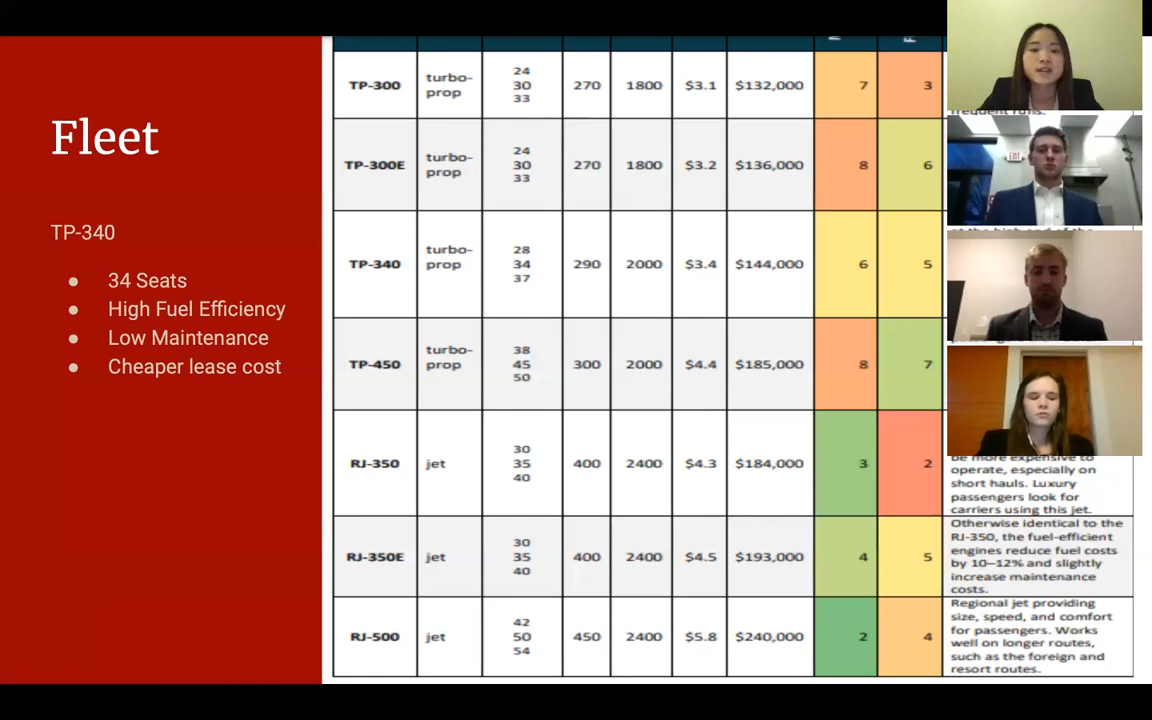 Fleet
TP-340
● 34 Seats
● High Fuel Efficiency
● Low Maintenance
● Cheaper lease cost
TP-300 turbo-prop 24 30 33 270 1800 $3.1 $132,000 7 3
frequent runs.
TP-300E turbo-prop 24 30 33 270 1800 $3.2 $136,000 8 6
TP-340 turbo-prop 28 34 37 290 2000 $3.4 $144,000 6 5
TP-450 turbo-prop 38 45 50 300 2000 $4.4 $185,000 8 7
RJ-350 jet 30 35 40 400 2400 $4.3 $184,000 3 2
be more expensive to
operate, especially on
short hauls. Luxury
passengers look for
carriers using this jet.
RJ-350E jet 30 35 40 400 2400 $4.5 $193,000 4 5
Otherwise identical to the
RJ-350, the fuel-efficient
engines reduce fuel costs
by 10–12% and slightly
increase maintenance
costs.
RJ-500 jet 42 50 54 450 2400 $5.8 $240,000 2 4
Regional jet providing
size, speed, and comfort
for passengers. Works
well on longer routes,
such as the foreign and
resort routes.
EXIT